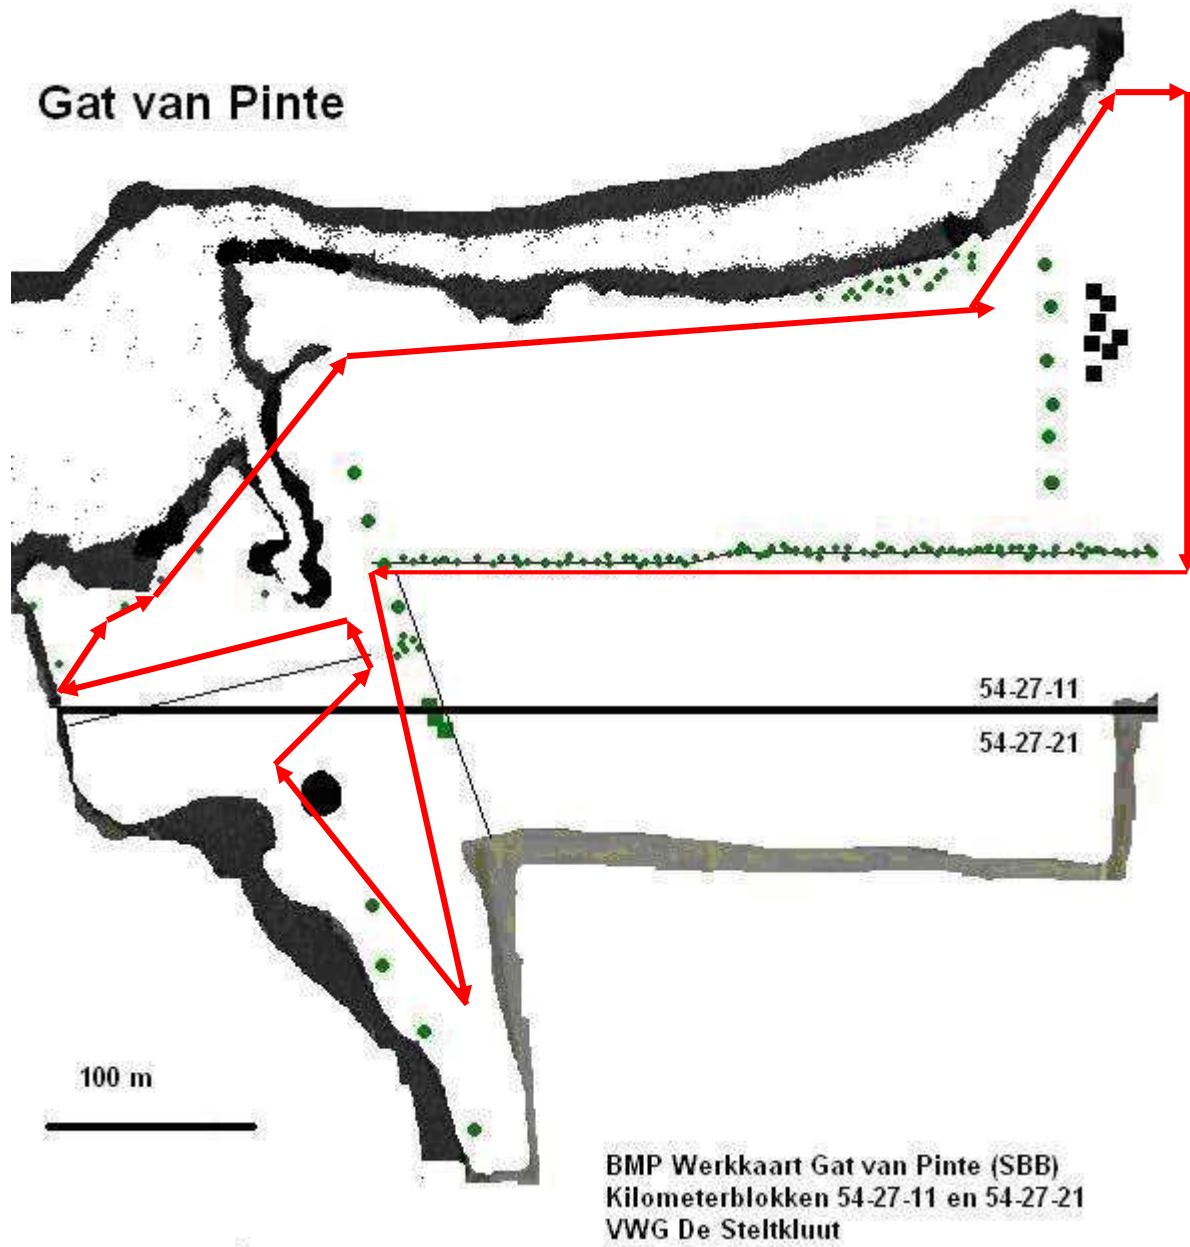 Gat van Pinte
54-27-11
54-27-21
100 m
BMP Werkkaart Gat van Pinte (SBB)
Kilometerblokken 54-27-11 en 54-27-21
VWG De Steltkluut